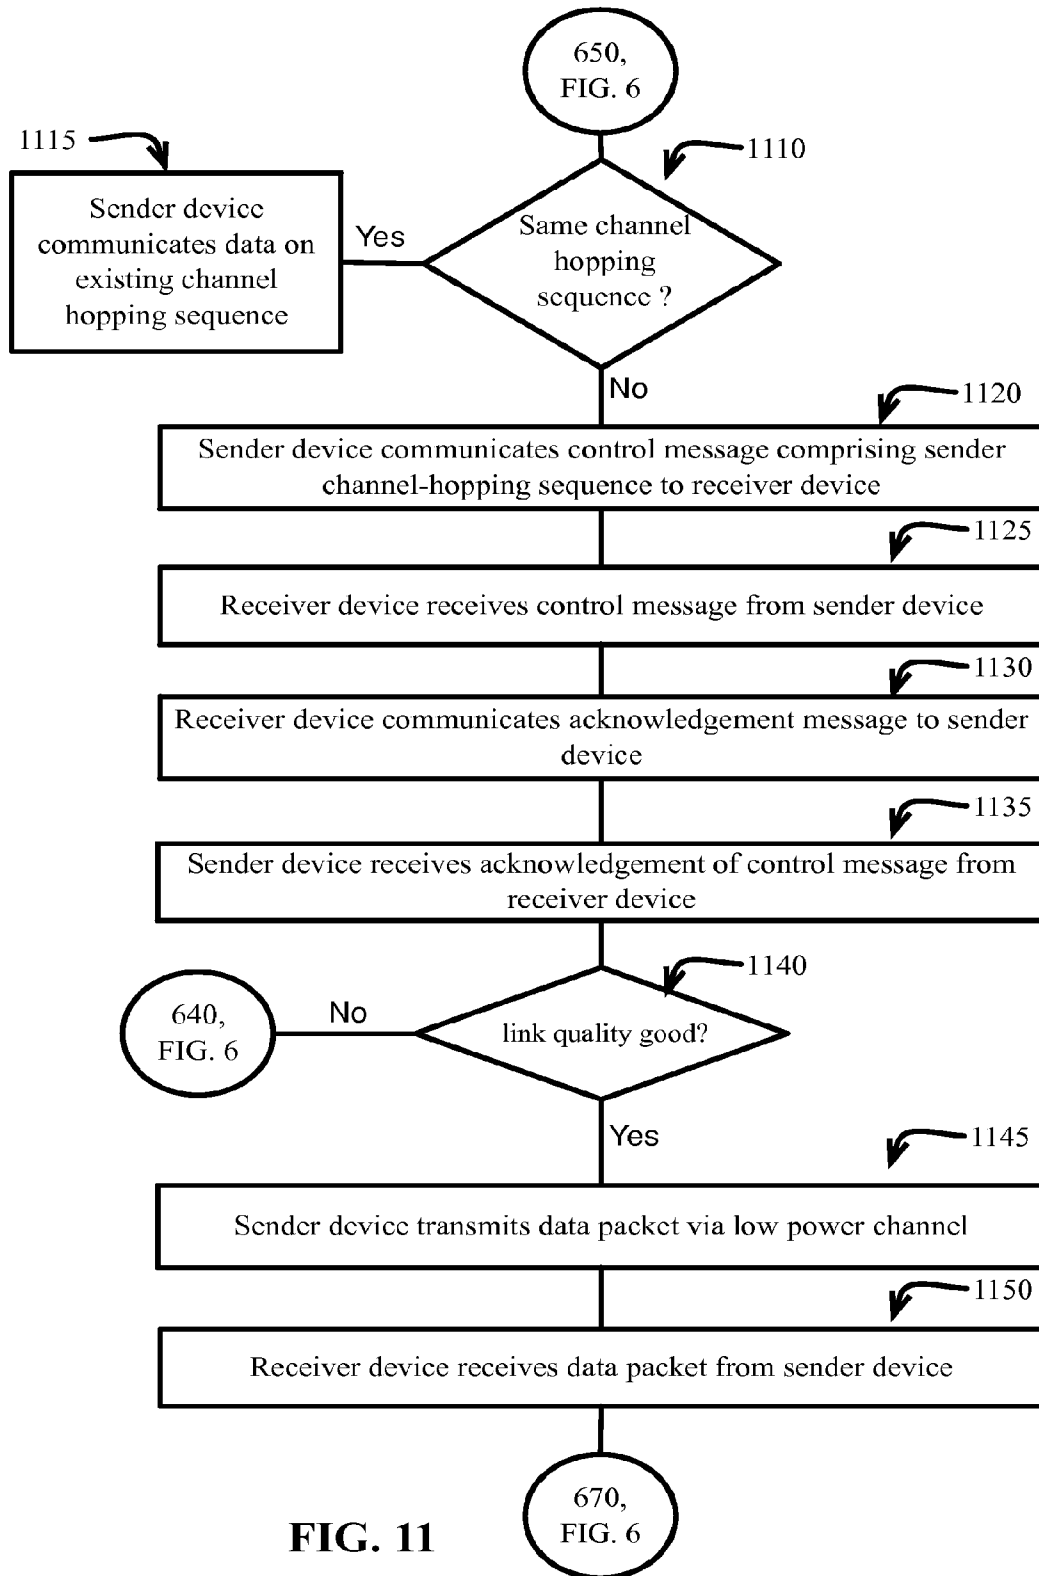 650,
FIG. 6
1115
1110
Sender device
communicates data on
existing channel
hopping sequence
Yes
Same channel
hopping
sequence ?
No
1120
Sender device communicates control message comprising sender
channel-hopping sequence to receiver device
1125
Receiver device receives control message from sender device
1130
Receiver device communicates acknowledgement message to sender
device
1135
Sender device receives acknowledgement of control message from
receiver device
1140
640,
FIG. 6
No
link quality good?
Yes
1145
Sender device transmits data packet via low power channel
1150
Receiver device receives data packet from sender device
670,
FIG. 6
FIG. 11